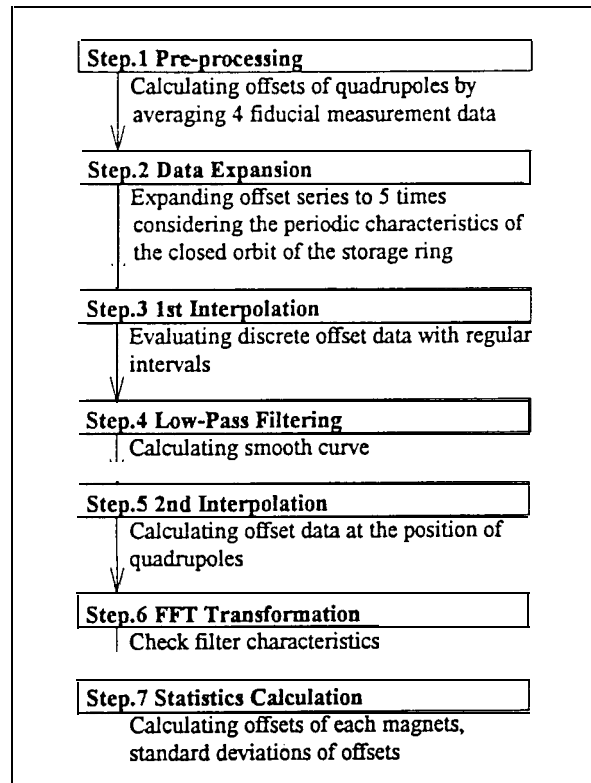 Step.1 Pre-processing
Calculating offsets of quadrupoles by
averaging 4 fiducial measurement data
Step.2 Data Expansion
Expanding offset series to 5 times
considering the periodic characteristics of
the closed orbit of the storage ring
Step.3 1st Interpolation
Evaluating discrete offset data with regular
intervals
Step.4 Low-Pass Filtering
Calculating smooth curve
Step.5 2nd Interpolation
Calculating offset data at the position of
quadrupoles
Step.6 FFT Transformation
Check filter characteristics
Step.7 Statistics Calculation
Calculating offsets of each magnets,
standard deviations of offsets